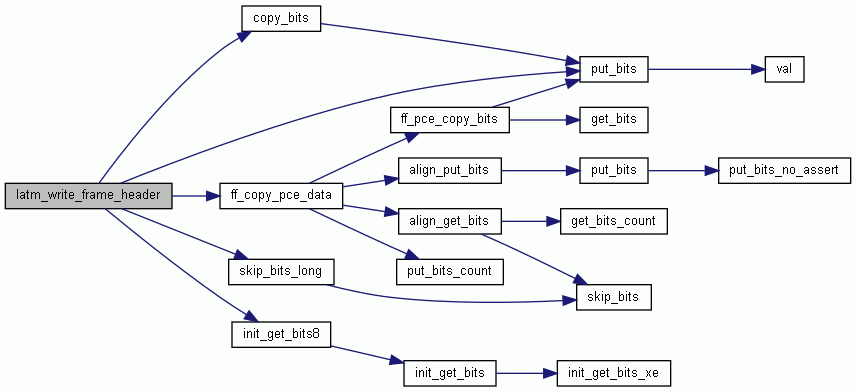 copy_bits
put_bits
val
ff_pce_copy_bits
get_bits
align_put_bits
put_bits
put_bits_no_assert
latm_write_frame_header
ff_copy_pce_data
align_get_bits
get_bits_count
skip_bits_long
put_bits_count
skip_bits
init_get_bits8
init_get_bits
init_get_bits_xe